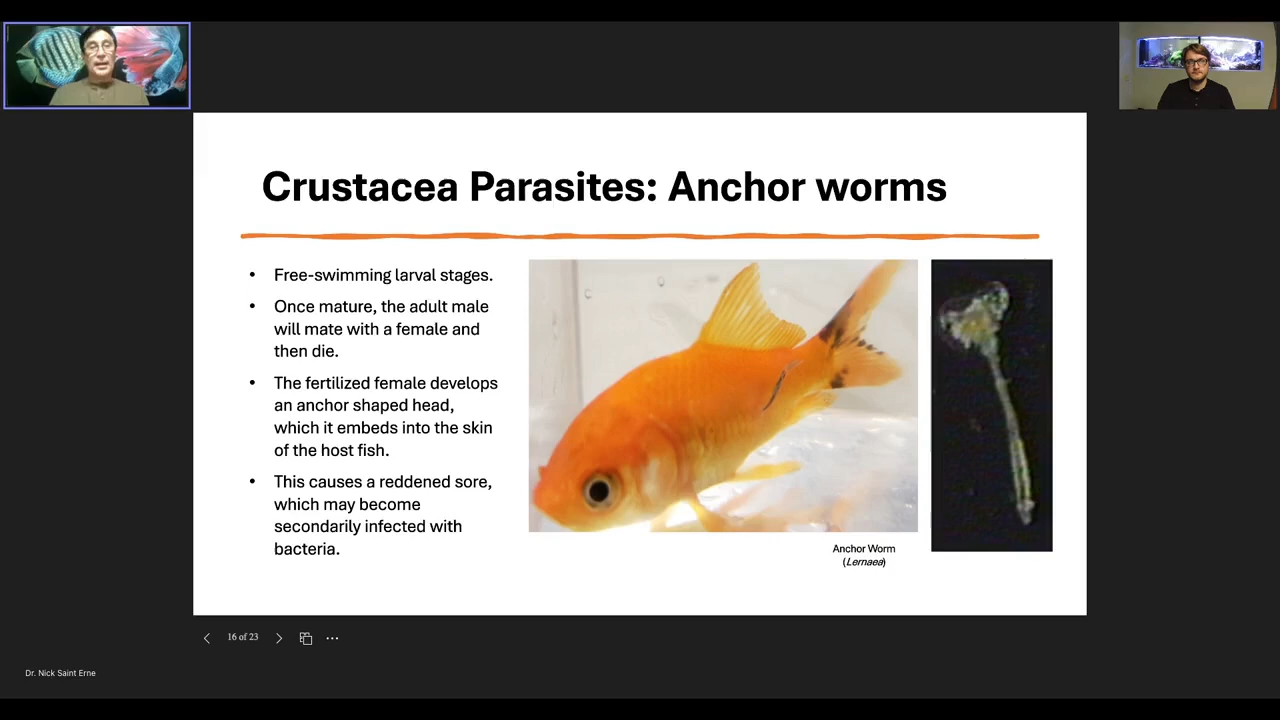 Crustacea Parasites: Anchor worms
• Free-swimming larval stages.
• Once mature, the adult male
will mate with a female and
then die.
• The fertilized female develops
an anchor shaped head,
which it embeds into the skin
of the host fish.
• This causes a reddened sore,
which may become
secondarily infected with
bacteria.
Anchor Worm
(Lernaea)
16 of 23
Dr. Nick Saint Erne